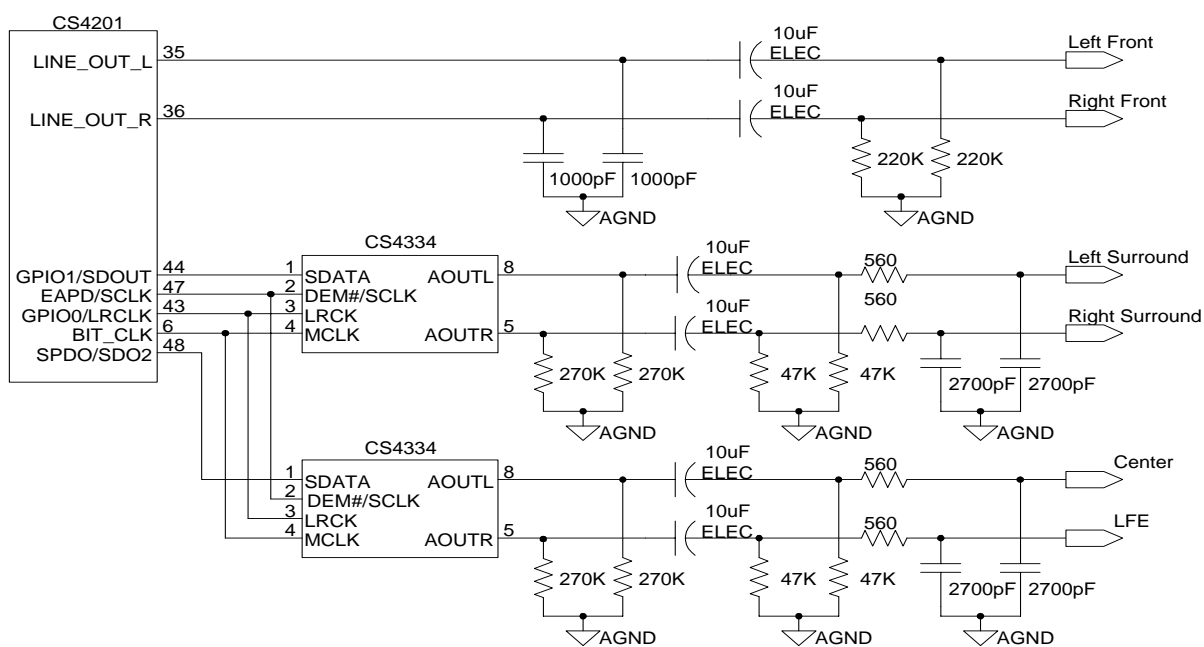 CS4201
LINE_OUT_L 35
10uF
ELEC
Left Front
LINE_OUT_R 36
10uF
ELEC
Right Front
1000pF 1000pF
220K 220K
AGND AGND
GPIO1/SDOUT 44
EAPD/SCLK 47
GPIO0/LRCLK 43
BIT_CLK 6
SPDO/SDO2 48
CS4334
1 SDATA AOUTL 8
2 DEM#/SCLK
3 LRCK
4 MCLK AOUTR 5
10uF
ELEC
560
Left Surround
10uF
ELEC
560
Right Surround
270K 270K
47K 47K
2700pF 2700pF
AGND AGND AGND
CS4334
1 SDATA AOUTL 8
2 DEM#/SCLK
3 LRCK
4 MCLK AOUTR 5
10uF
ELEC
560
Center
10uF
ELEC
560
LFE
270K 270K
47K 47K
2700pF 2700pF
AGND AGND AGND